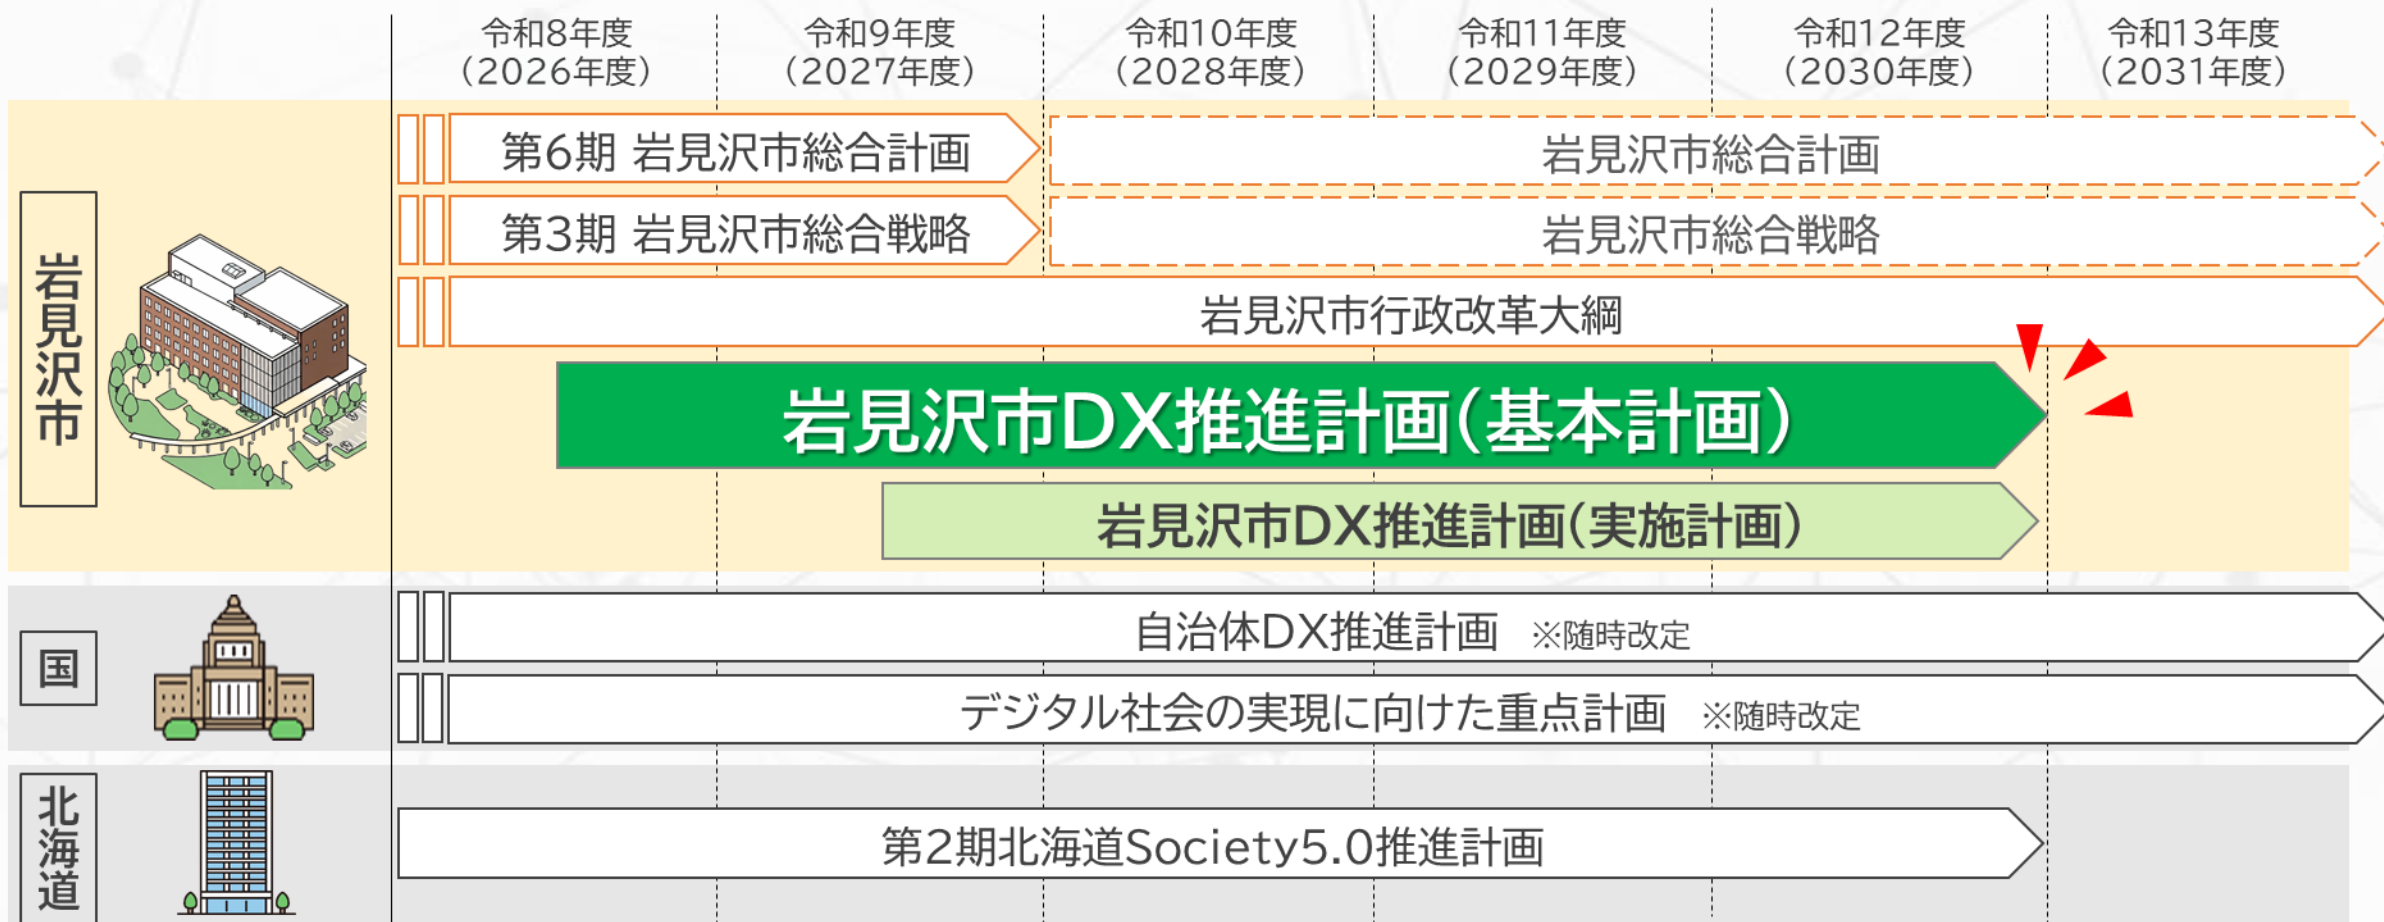 令和8年度
(2026年度)
令和9年度
(2027年度)
令和10年度
(2028年度)
令和11年度
(2029年度)
令和12年度
(2030年度)
令和13年度
(2031年度)
岩見沢市
第6期 岩見沢市総合計画
岩見沢市総合計画
第3期 岩見沢市総合戦略
岩見沢市総合戦略
岩見沢市行政改革大綱
岩見沢市DX推進計画(基本計画)
岩見沢市DX推進計画(実施計画)
国
自治体DX推進計画 ※随時改定
デジタル社会の実現に向けた重点計画 ※随時改定
北海道
第2期北海道Society5.0推進計画